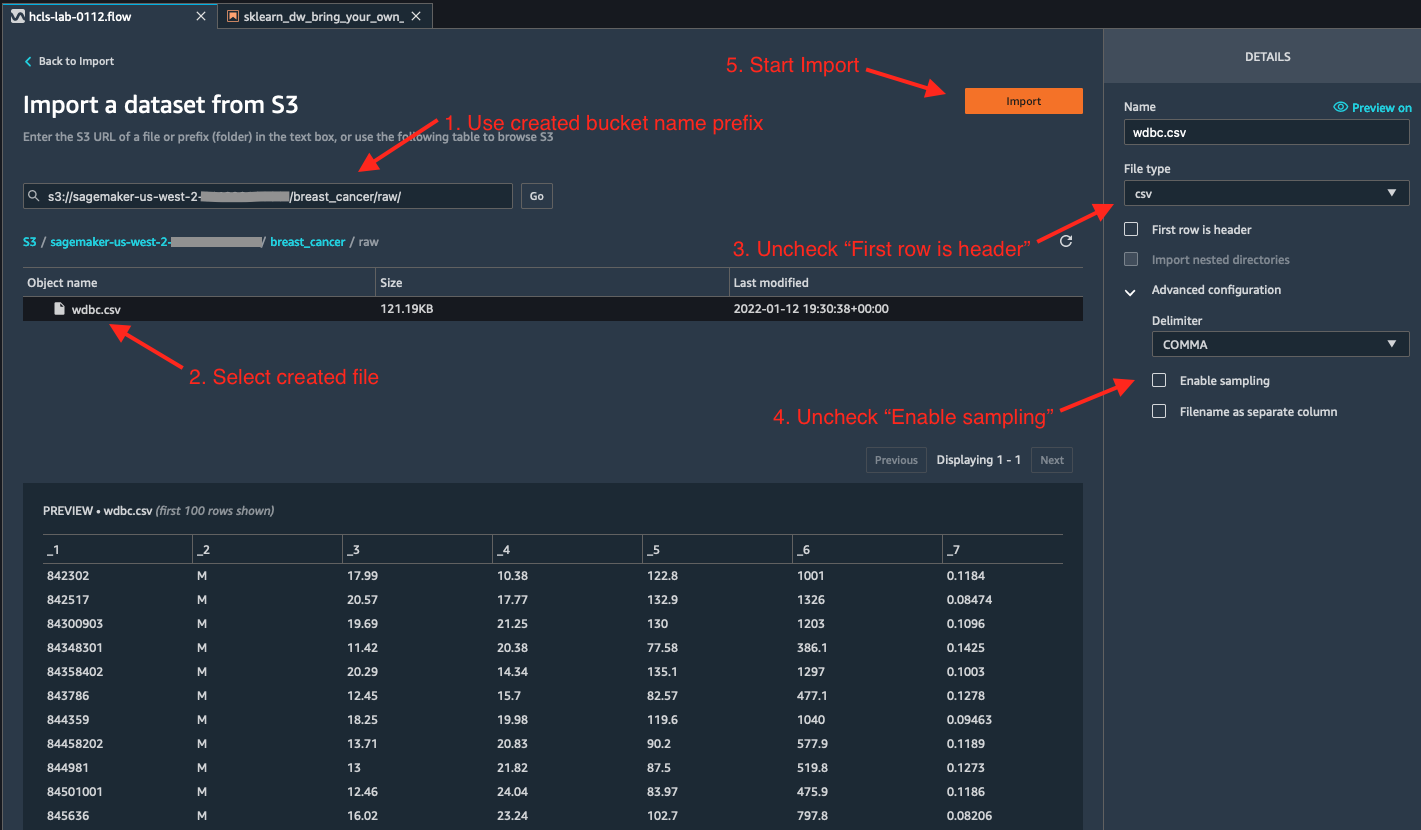 hcls-lab-0112.flow
sklearn_dw_bring_your_own_
Back to Import
5. Start Import
Import a dataset from S3
Import
1. Use created bucket name prefix
Enter the S3 URL of a file or prefix (folder) in the text box, or use the following table to browse S3
s3://sagemaker-us-west-2- /breast_cancer/raw/
Go
S3 / sagemaker-us-west-2- / breast_cancer / raw
3. Uncheck “First row is header”
Object name Size Last modified
wdbc.csv 121.19KB 2022-01-12 19:30:38+00:00
2. Select created file
4. Uncheck “Enable sampling”
Previous Displaying 1 - 1 Next
PREVIEW • wdbc.csv (first 100 rows shown)
_1 _2 _3 _4 _5 _6 _7
842302 M 17.99 10.38 122.8 1001 0.1184
842517 M 20.57 17.77 132.9 1326 0.08474
84300903 M 19.69 21.25 130 1203 0.1096
84348301 M 11.42 20.38 77.58 386.1 0.1425
84358402 M 20.29 14.34 135.1 1297 0.1003
843786 M 12.45 15.7 82.57 477.1 0.1278
844359 M 18.25 19.98 119.6 1040 0.09463
84458202 M 13.71 20.83 90.2 577.9 0.1189
844981 M 13 21.82 87.5 519.8 0.1273
84501001 M 12.46 24.04 83.97 475.9 0.1186
845636 M 16.02 23.24 102.7 797.8 0.08206
DETAILS
Name Preview on
wdbc.csv
File type
csv
First row is header
Import nested directories
Advanced configuration
Delimiter
COMMA
Enable sampling
Filename as separate column